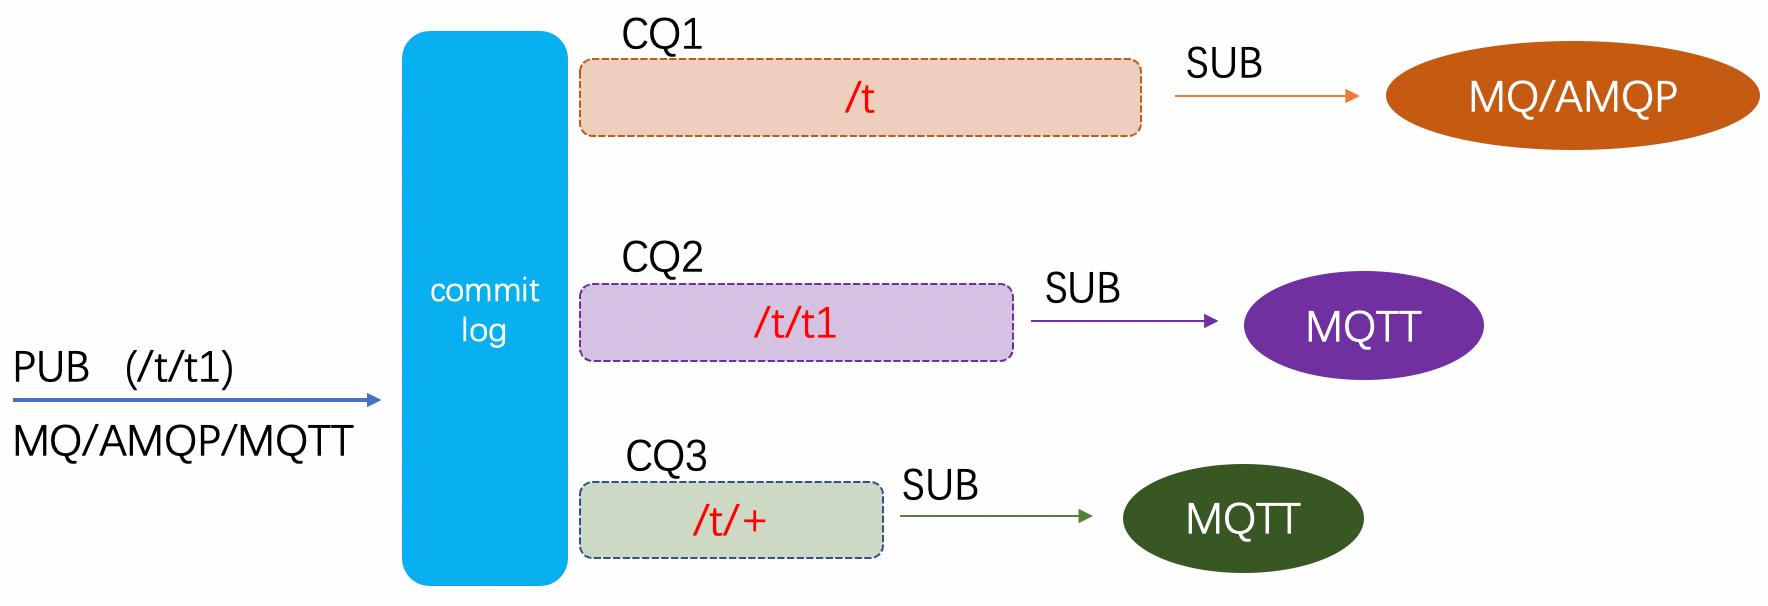 CQ1
/t
SUB
MQ/AMQP
CQ2
/t/t1
SUB
MQTT
commit
log
PUB (/t/t1)
MQ/AMQP/MQTT
CQ3
/t/+
SUB
MQTT